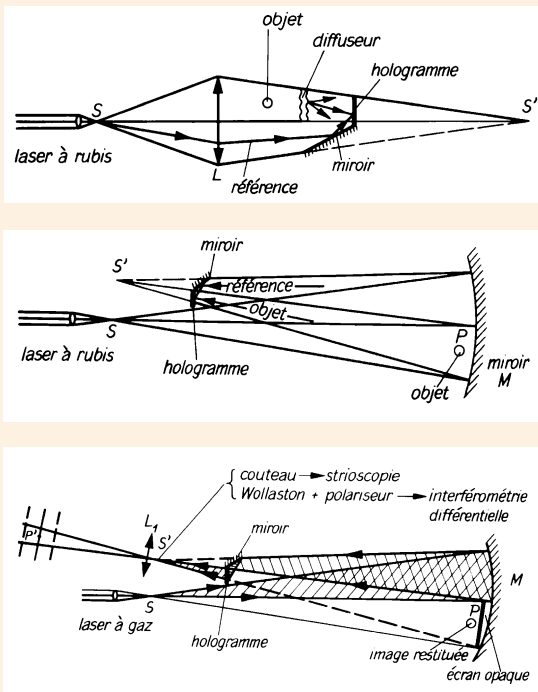 objet
diffuseur
hologramme
S
S'
laser à rubis
L
référence
miroir
miroir
S'
référence
objet
S
P
laser à rubis
hologramme
objet
miroir
M
couteau → strioscopie
Wollaston + polariseur → interférométrie
différentielle
P'
L₁
S'
miroir
M
S
P
laser à gaz
hologramme
image restituée
écran opaque